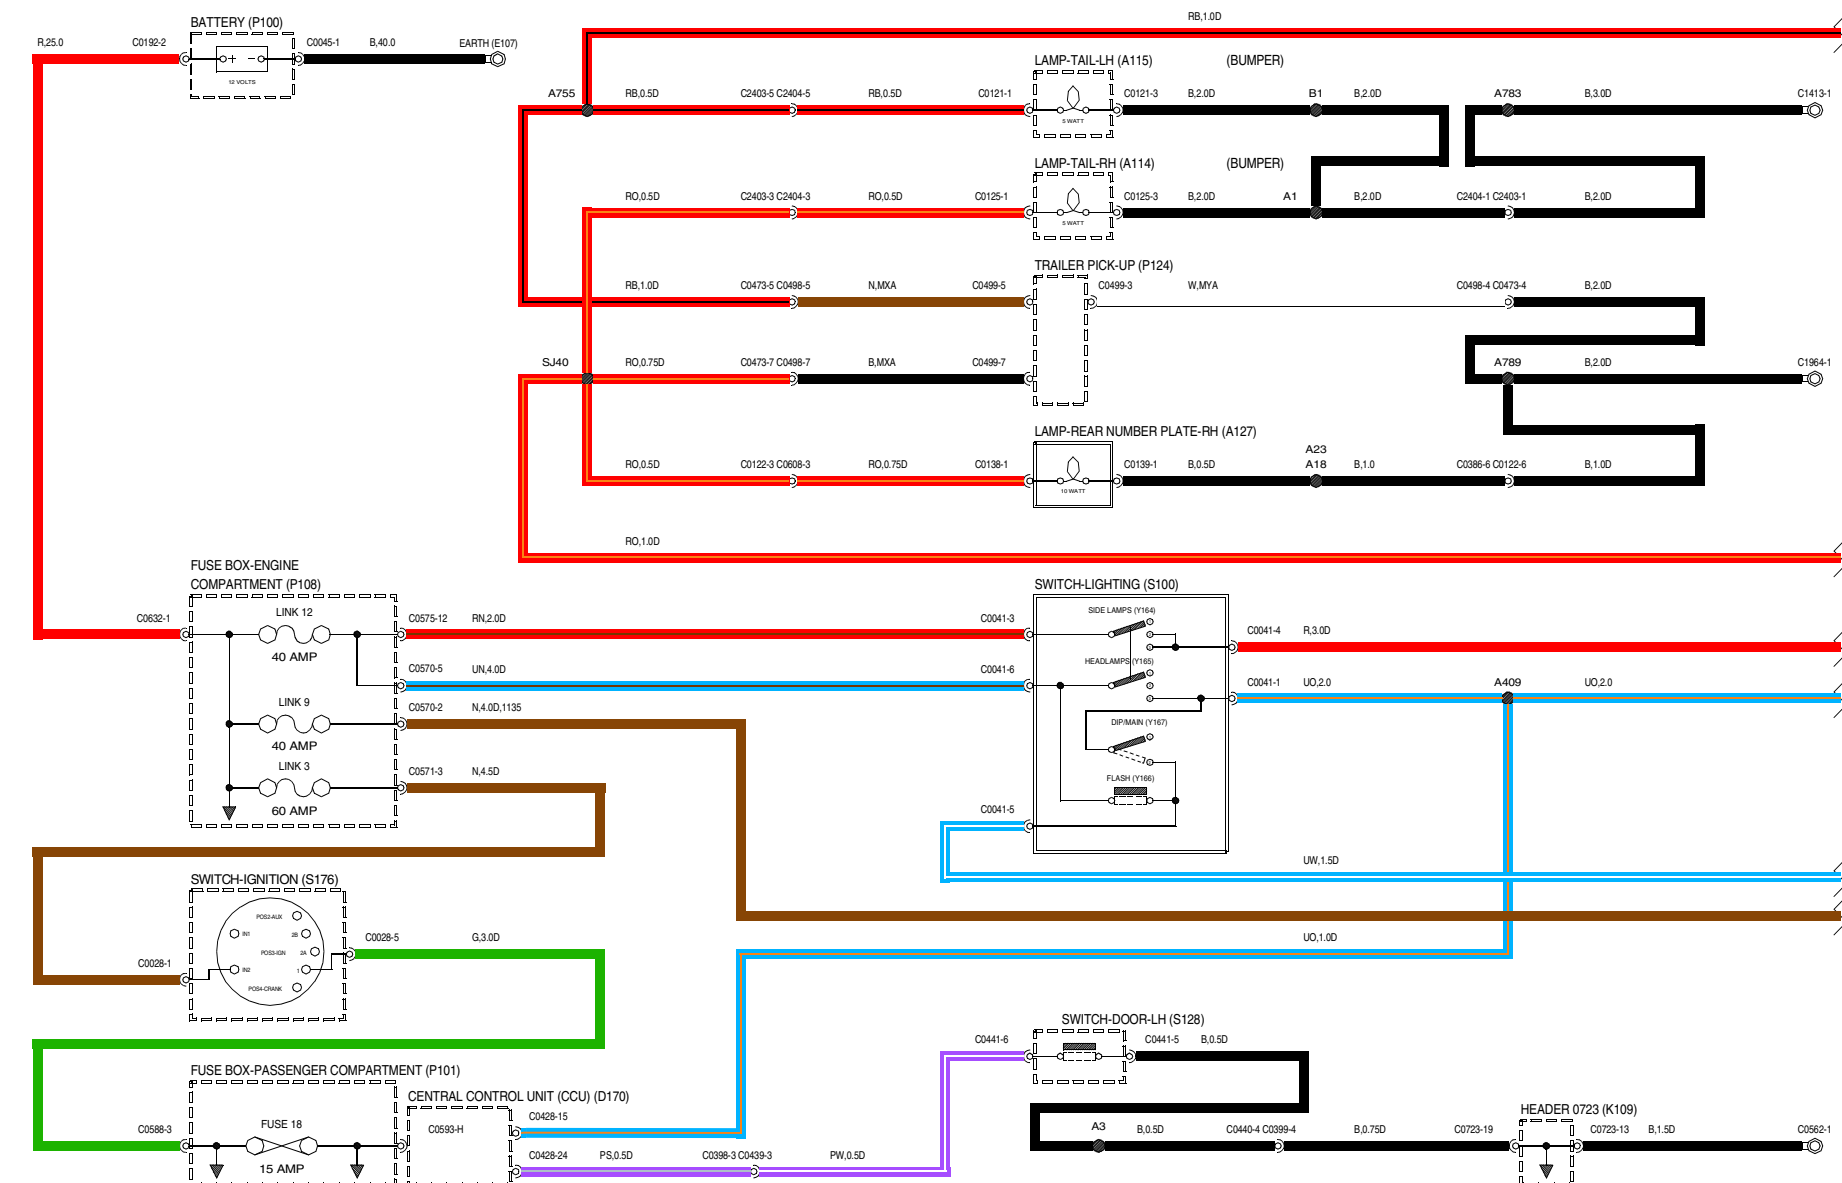 RB,1.0D
BATTERY (P100)
R,25.0 C0192-2 C0045-1 B,40.0 EARTH (E107)
+ −
12 VOLTS
LAMP-TAIL-LH (A115) (BUMPER)
A755 RB,0.5D C2403-5 C2404-5 RB,0.5D C0121-1 C0121-3 B,2.0D B1 B,2.0D A783 B,3.0D C1413-1
5 WATT
LAMP-TAIL-RH (A114) (BUMPER)
RO,0.5D C2403-3 C2404-3 RO,0.5D C0125-1 C0125-3 B,2.0D A1 B,2.0D C2404-1 C2403-1 B,2.0D
5 WATT
TRAILER PICK-UP (P124)
RB,1.0D C0473-5 C0498-5 N,MXA C0499-5 C0499-3 W,MYA C0498-4 C0473-4 B,2.0D
SJ40 RO,0.75D C0473-7 C0498-7 B,MXA C0499-7 A789 B,2.0D C1964-1
LAMP-REAR NUMBER PLATE-RH (A127)
A23
RO,0.5D C0122-3 C0608-3 RO,0.75D C0138-1 C0139-1 B,0.5D A18 B,1.0 C0386-6 C0122-6 B,1.0D
10 WATT
RO,1.0D
FUSE BOX-ENGINE
COMPARTMENT (P108)
SWITCH-LIGHTING (S100)
LINK 12
SIDE LAMPS (Y164)
C0632-1 C0575-12 RN,2.0D C0041-3
C0041-4 R,3.0D
40 AMP
HEADLAMPS (Y165)
C0570-5 UN,4.0D C0041-6
C0041-1 UO,2.0 A409 UO,2.0
LINK 9
C0570-2 N,4.0D,1135
DIP/MAIN (Y167)
40 AMP
LINK 3
C0571-3 N,4.5D
FLASH (Y166)
60 AMP
C0041-5
UW,1.5D
SWITCH-IGNITION (S176)
POS2-AUX
IN1 2B
C0028-5 G,3.0D UO,1.0D
POS3-IGN 2A
C0028-1 IN2 1
POS4-CRANK
SWITCH-DOOR-LH (S128)
C0441-6 C0441-5 B,0.5D
FUSE BOX-PASSENGER COMPARTMENT (P101)
CENTRAL CONTROL UNIT (CCU) (D170)
HEADER 0723 (K109)
C0428-15
C0588-3 FUSE 18 C0593-H A3 B,0.5D C0440-4 C0399-4 B,0.75D C0723-19 C0723-13 B,1.5D C0562-1
C0428-24 PS,0.5D C0398-3 C0439-3 PW,0.5D
15 AMP